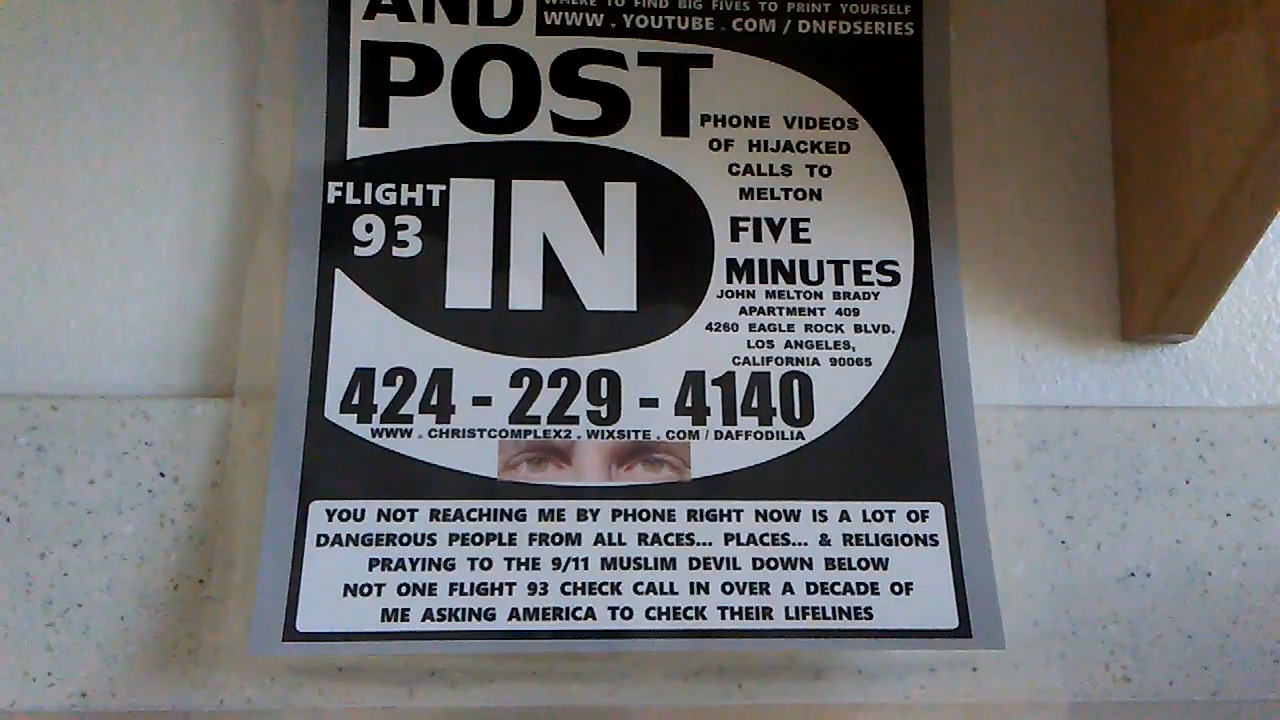 AND
WHERE TO FIND BIG FIVES TO PRINT YOURSELF
WWW . YOUTUBE . COM / DNFDSERIES
POST
PHONE VIDEOS
OF HIJACKED
CALLS TO
MELTON
FLIGHT
93
IN
FIVE
MINUTES
JOHN MELTON BRADY
APARTMENT 409
4260 EAGLE ROCK BLVD.
LOS ANGELES,
CALIFORNIA 90065
424 - 229 - 4140
WWW . CHRISTCOMPLEX2 . WIXSITE . COM / DAFFODILIA
YOU NOT REACHING ME BY PHONE RIGHT NOW IS A LOT OF
DANGEROUS PEOPLE FROM ALL RACES... PLACES... & RELIGIONS
PRAYING TO THE 9/11 MUSLIM DEVIL DOWN BELOW
NOT ONE FLIGHT 93 CHECK CALL IN OVER A DECADE OF
ME ASKING AMERICA TO CHECK THEIR LIFELINES